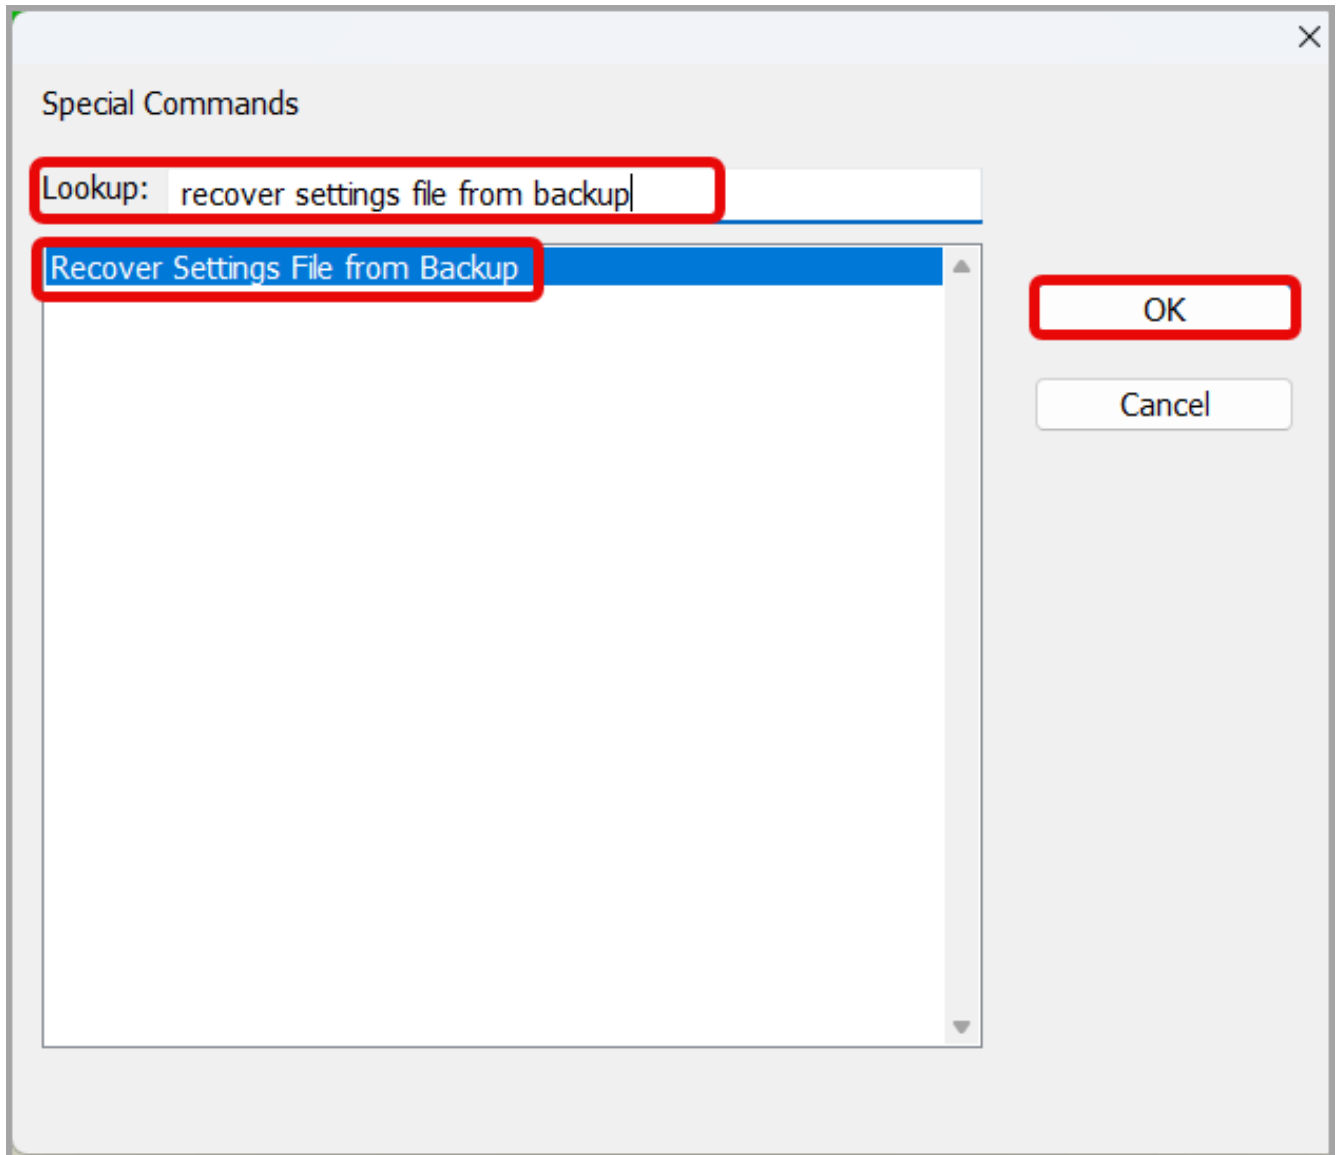 Special Commands
Lookup: recover settings file from backup
Recover Settings File from Backup
OK
Cancel